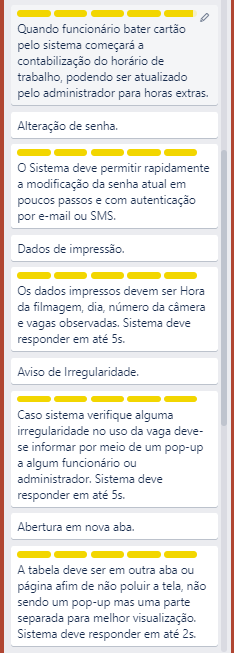 Quando funcionário bater cartão
pelo sistema começará a
contabilização do horário de
trabalho, podendo ser atualizado
pelo administrador para horas extras.
Alteração de senha.
O Sistema deve permitir rapidamente
a modificação da senha atual em
poucos passos e com autenticação
por e-mail ou SMS.
Dados de impressão.
Os dados impressos devem ser Hora
da filmagem, dia, número da câmera
e vagas observadas. Sistema deve
responder em até 5s.
Aviso de Irregularidade.
Caso sistema verifique alguma
irregularidade no uso da vaga deve-
se informar por meio de um pop-up
a algum funcionário ou
administrador. Sistema deve
responder em até 5s.
Abertura em nova aba.
A tabela deve ser em outra aba ou
página afim de não poluir a tela, não
sendo um pop-up mas uma parte
separada para melhor visualização.
Sistema deve responder em até 2s.